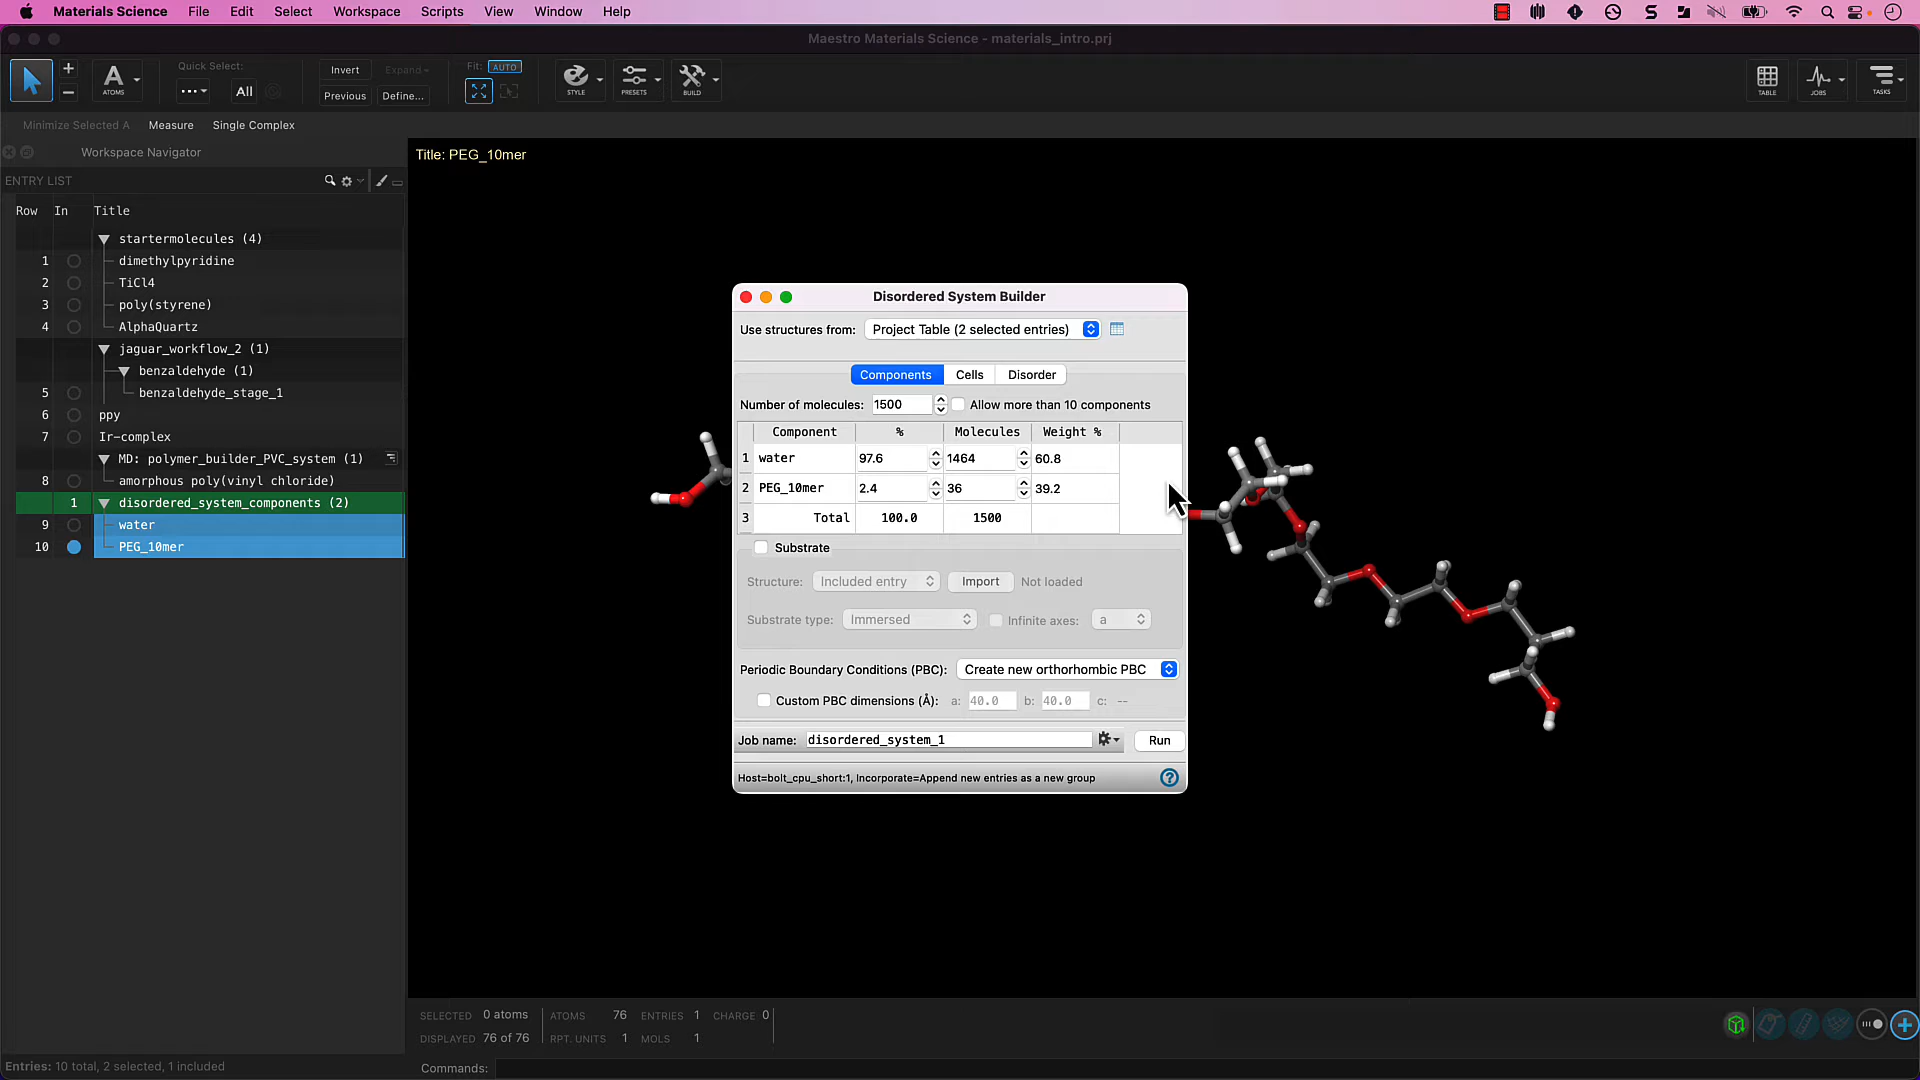 Materials Science File Edit Select Workspace Scripts View Window Help
Maestro Materials Science - materials_intro.prj
Quick Select:
Invert Expand
Fit: AUTO
ATOMS
All
Previous Define...
STYLE PRESETS BUILD
TABLE JOBS TASKS
Minimize Selected A Measure Single Complex
Workspace Navigator
ENTRY LIST
Row In Title
startermolecules (4)
1 dimethylpyridine
2 TiCl4
3 poly(styrene)
4 AlphaQuartz
jaguar_workflow_2 (1)
benzaldehyde (1)
5 benzaldehyde_stage_1
6 ppy
7 Ir-complex
MD: polymer_builder_PVC_system (1)
8 amorphous poly(vinyl chloride)
1 disordered_system_components (2)
9 water
10 PEG_10mer
Entries: 10 total, 2 selected, 1 included
Title: PEG_10mer
Disordered System Builder
Use structures from: Project Table (2 selected entries)
Components Cells Disorder
Number of molecules: 1500 Allow more than 10 components
Component % Molecules Weight %
1 water 97.6 1464 60.8
2 PEG_10mer 2.4 36 39.2
3 Total 100.0 1500
Substrate
Structure: Included entry Import Not loaded
Substrate type: Immersed Infinite axes: a
Periodic Boundary Conditions (PBC): Create new orthorhombic PBC
Custom PBC dimensions (Å): a: 40.0 b: 40.0 c: --
Job name: disordered_system_1 Run
Host=bolt_cpu_short:1, Incorporate=Append new entries as a new group
SELECTED 0 atoms ATOMS 76 ENTRIES 1 CHARGE 0
DISPLAYED 76 of 76 RPT. UNITS 1 MOLS 1
Commands: